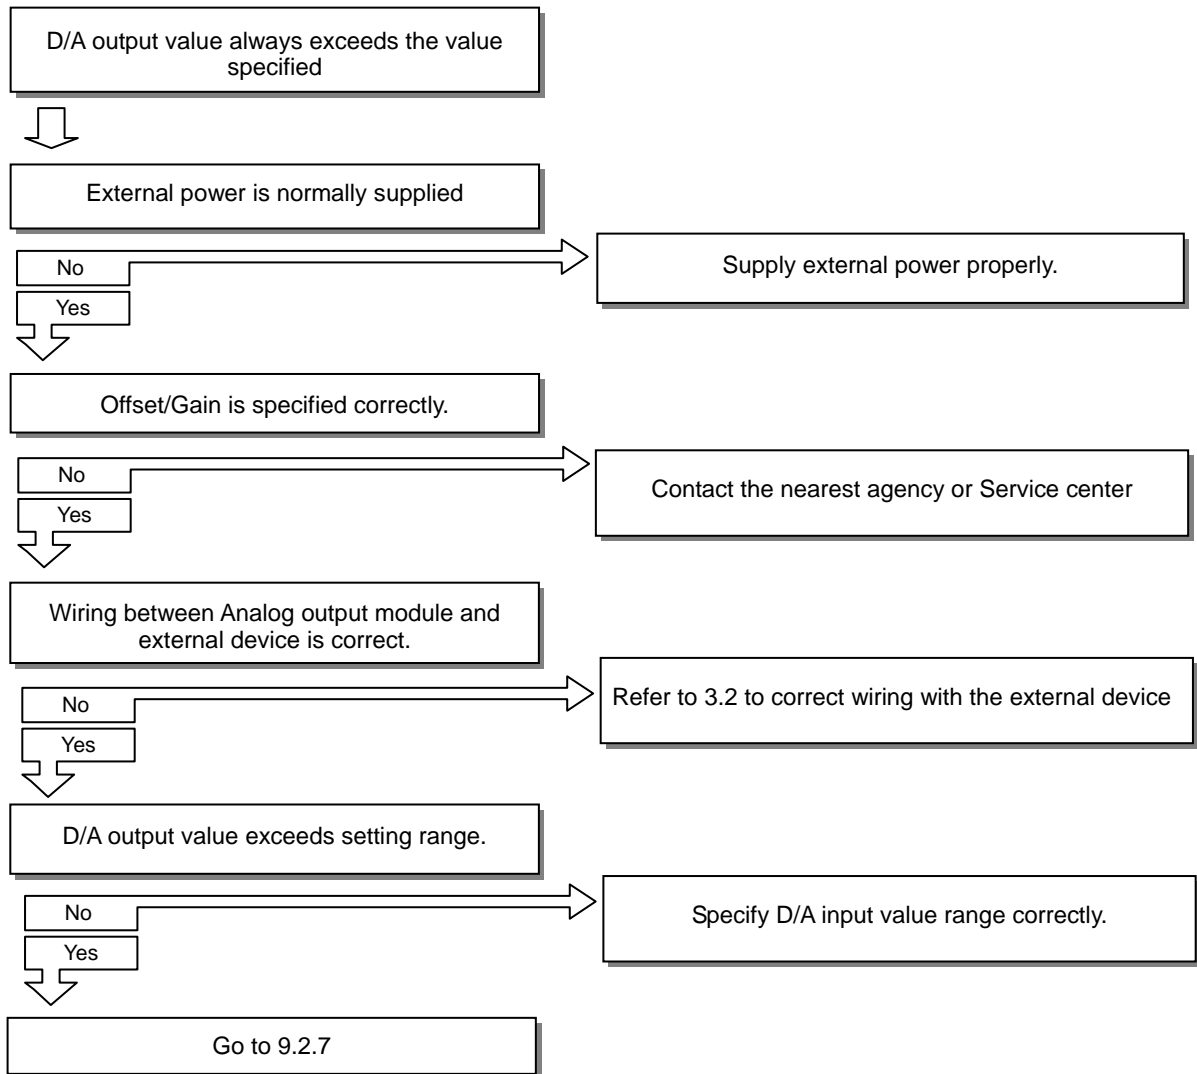 D/A output value always exceeds the value
specified
External power is normally supplied
No
Supply external power properly.
Yes
Offset/Gain is specified correctly.
No
Contact the nearest agency or Service center
Yes
Wiring between Analog output module and
external device is correct.
No
Refer to 3.2 to correct wiring with the external device
Yes
D/A output value exceeds setting range.
No
Specify D/A input value range correctly.
Yes
Go to 9.2.7